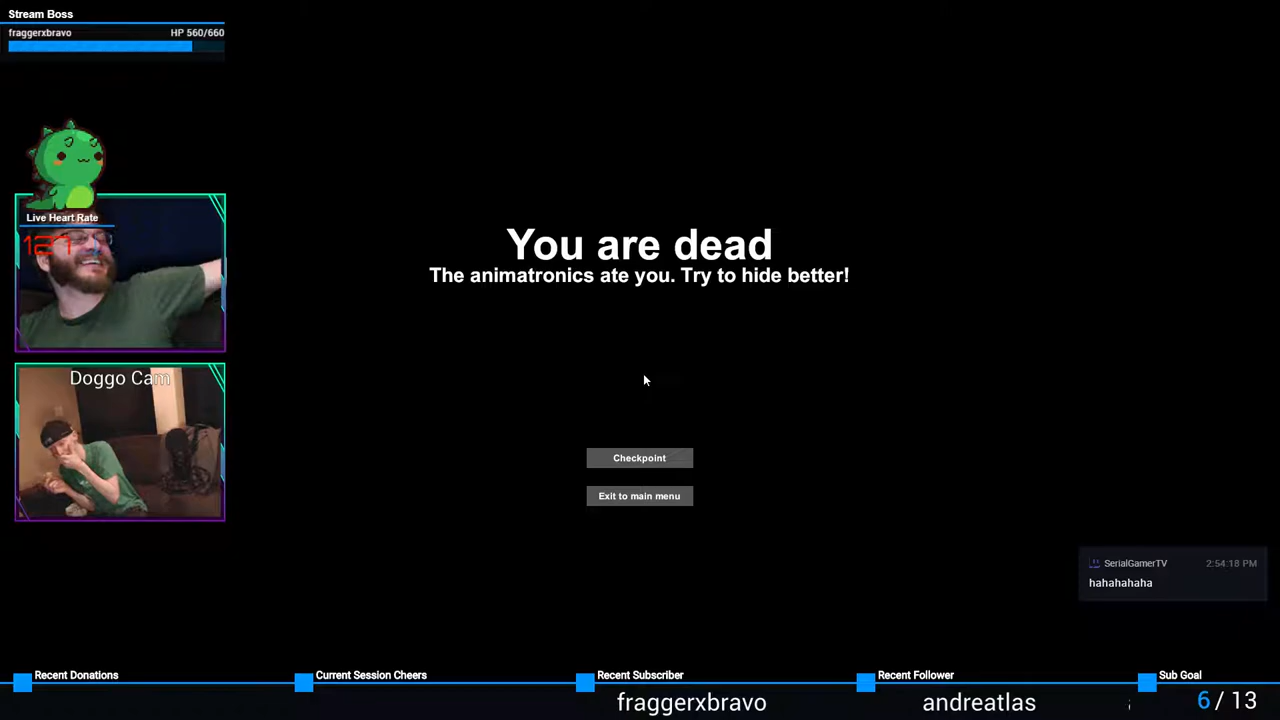 Stream Boss
fraggerxbravo HP 560/660
Live Heart Rate
127
Doggo Cam
You are dead
The animatronics ate you. Try to hide better!
Checkpoint
Exit to main menu
SerialGamerTV 2:54:18 PM
hahahahaha
Recent Donations
Current Session Cheers
Recent Subscriber
fraggerxbravo
Recent Follower
andreatlas
Sub Goal
6 / 13